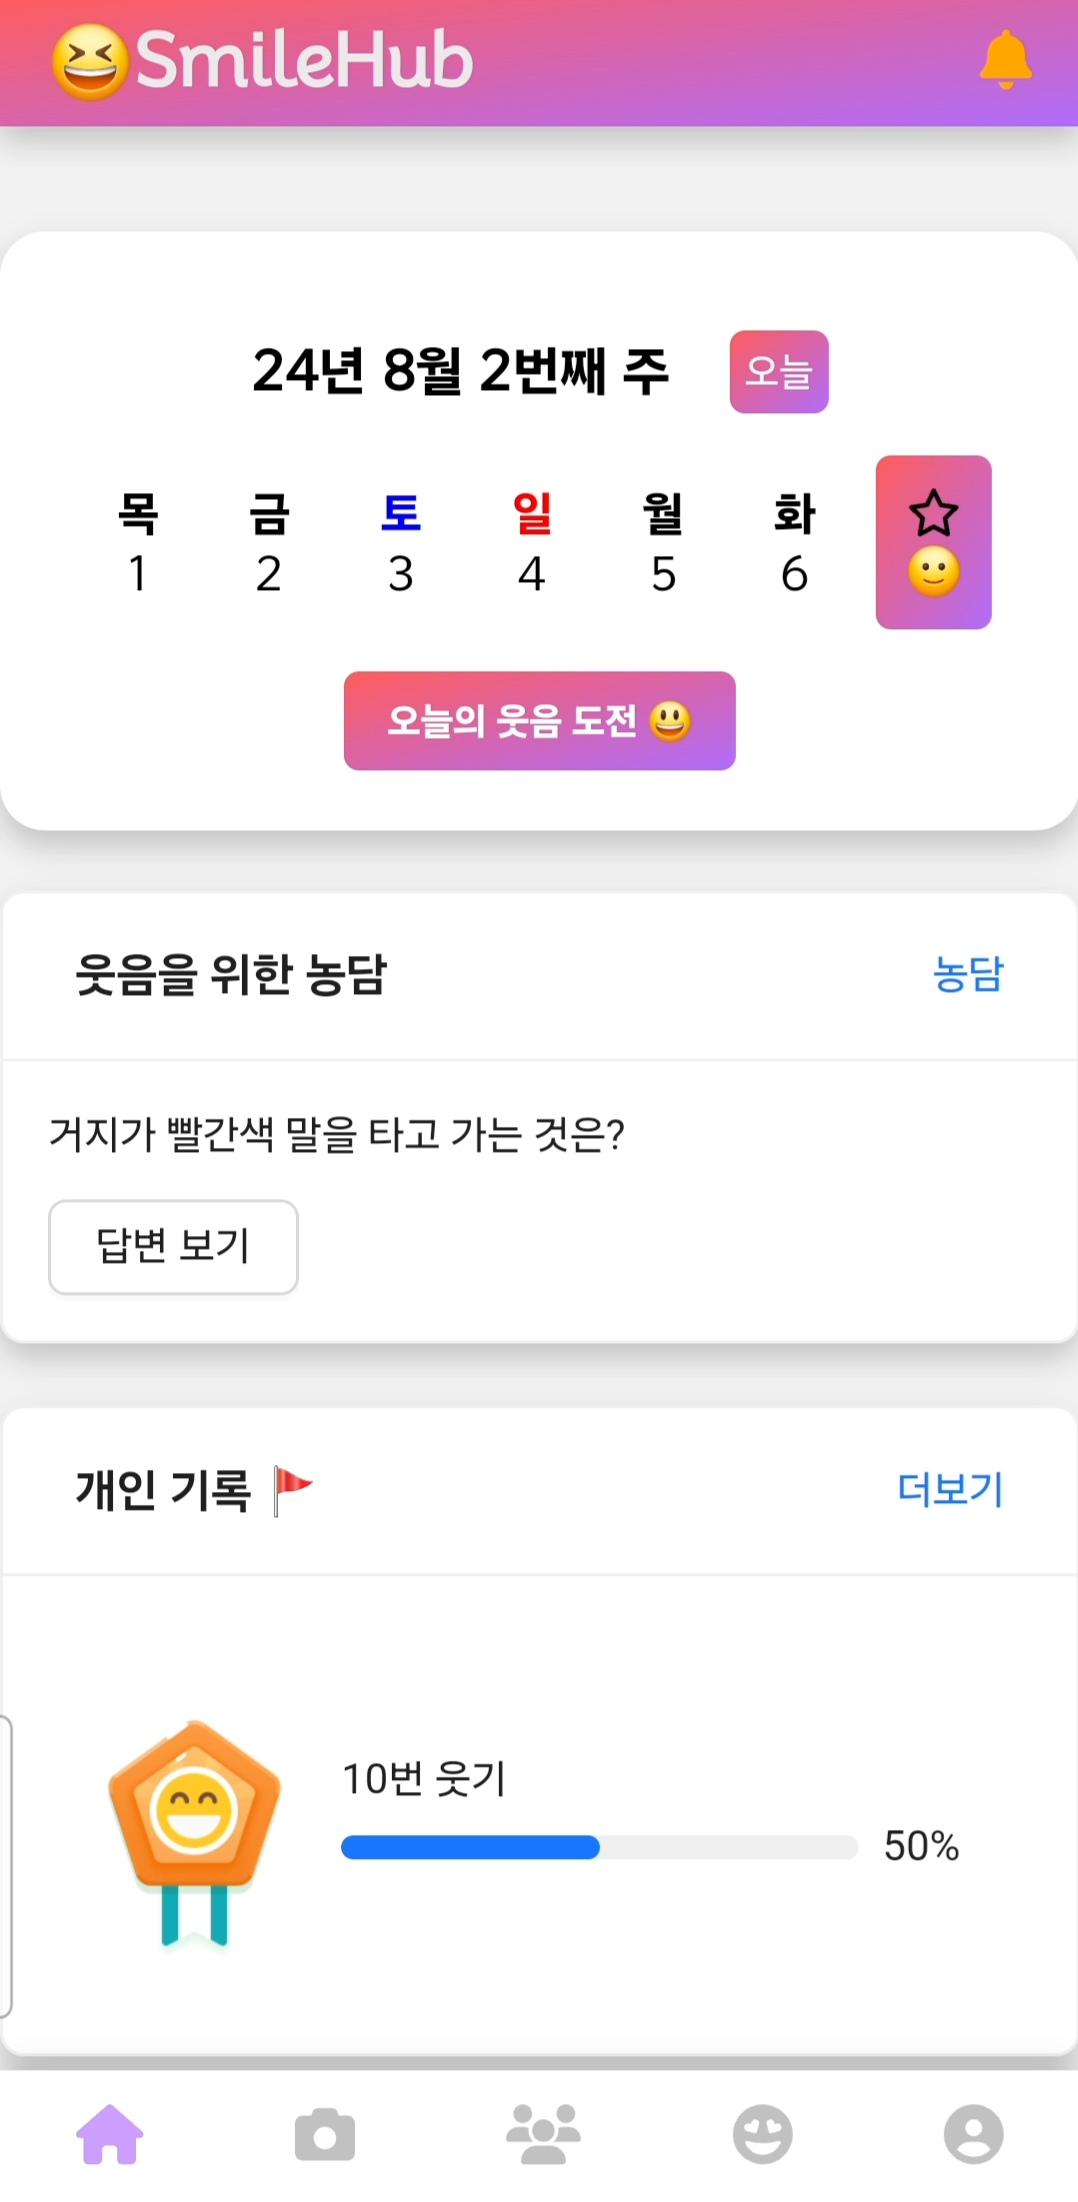 SmileHub
24년 8월 2번째 주 오늘
목 금 토 일 월 화
1 2 3 4 5 6
오늘의 웃음 도전
웃음을 위한 농담 농담
거지가 빨간색 말을 타고 가는 것은?
답변 보기
개인 기록 더보기
10번 웃기
50%